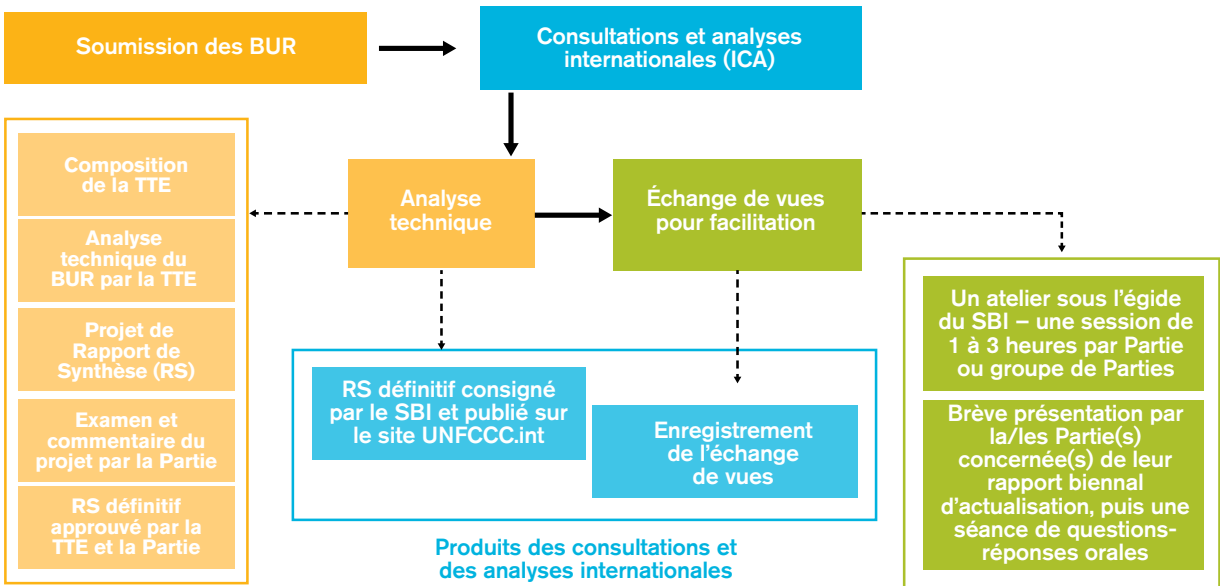 Soumission des BUR
Consultations et analyses
internationales (ICA)
Composition
de la TTE
Analyse
technique du
BUR par la TTE
Projet de
Rapport de
Synthèse (RS)
Examen et
commentaire du
projet par la Partie
RS définitif
approuvé par la
TTE et la Partie
Analyse
technique
Échange de vues
pour facilitation
RS définitif consigné
par le SBI et publié sur
le site UNFCCC.int
Enregistrement
de l’échange
de vues
Produits des consultations et
des analyses internationales
Un atelier sous l’égide
du SBI – une session de
1 à 3 heures par Partie
ou groupe de Parties
Brève présentation par
la/les Partie(s)
concernée(s) de leur
rapport biennal
d’actualisation, puis une
séance de questions-
réponses orales